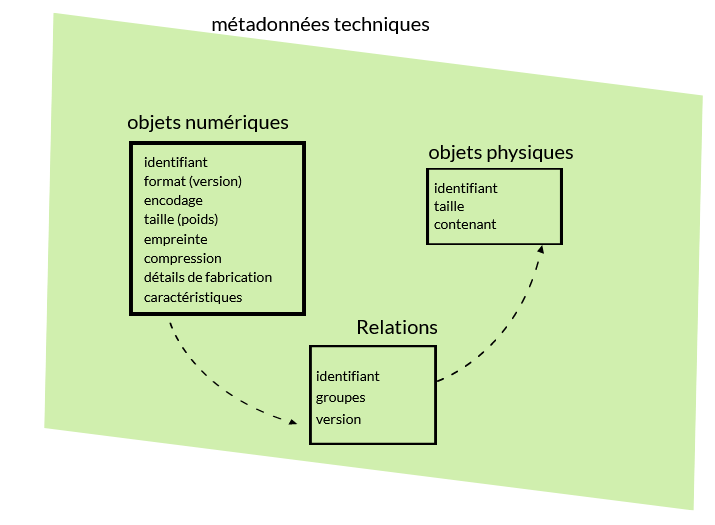 métadonnées techniques
objets numériques
identifiant
format (version)
encodage
taille (poids)
empreinte
compression
détails de fabrication
caractéristiques
objets physiques
identifiant
taille
contenant
Relations
identifiant
groupes
version